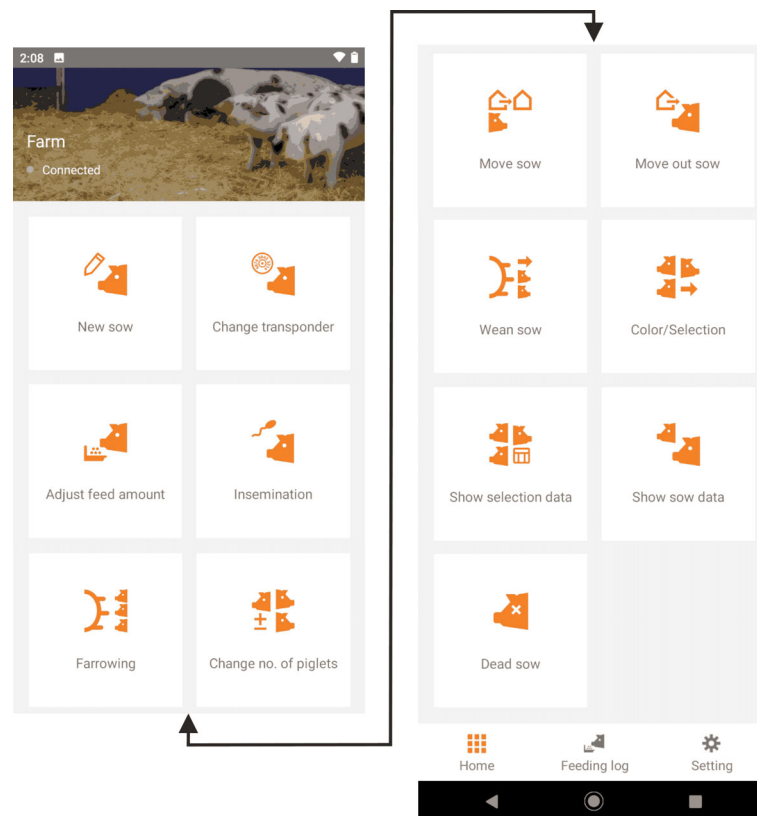 2:08
Farm
Connected
New sow
Change transponder
Adjust feed amount
Insemination
Farrowing
Change no. of piglets
Move sow
Move out sow
Wean sow
Color/Selection
Show selection data
Show sow data
Dead sow
Home
Feeding log
Setting